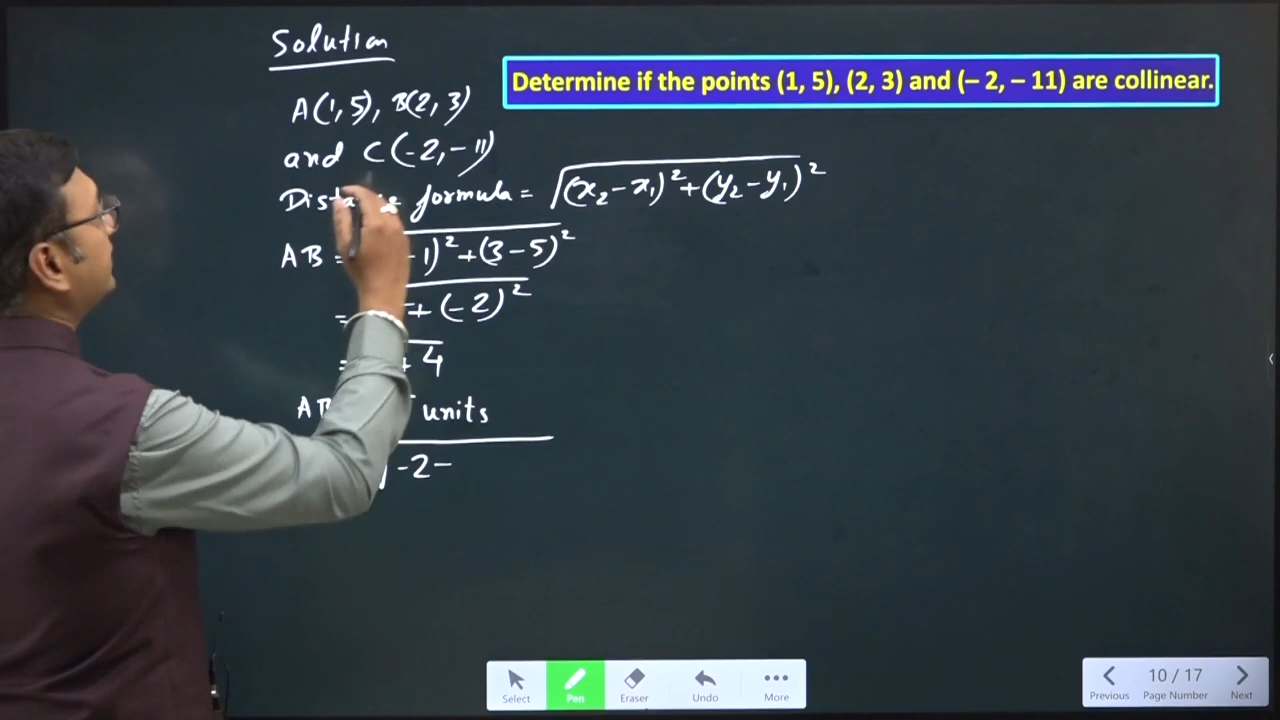 Solution
Determine if the points (1, 5), (2, 3) and (– 2, – 11) are collinear.
A(1,5), B(2, 3)
and C(-2,-11)
formula = √(x₂-x₁)²+(y₂-y₁)²
AB = -1)²+(3-5)²
= +(-2)²
= + 4
units
-2-
Select
Pen
Eraser
Undo
More
10 / 17
Previous Page Number Next